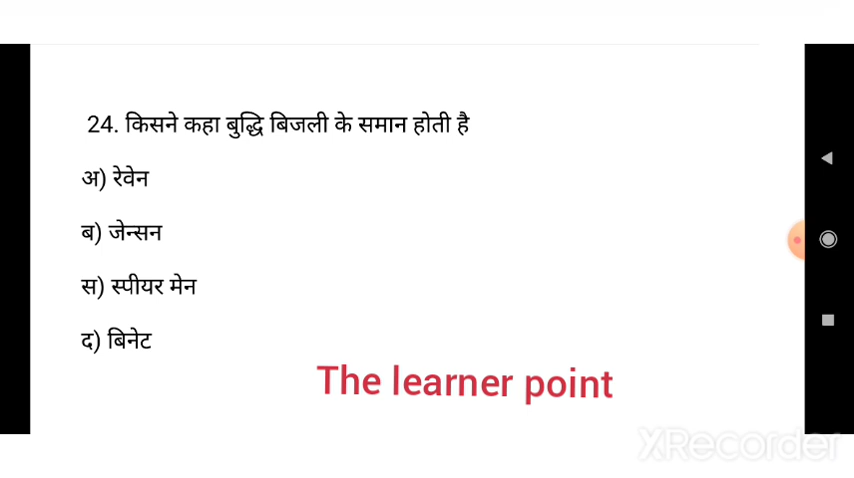 24. किसने कहा बुद्धि बिजली के समान होती है
अ) रेवेन
ब) जेन्सन
स) स्पीयर मेन
द) बिनेट
The learner point
XRecorder